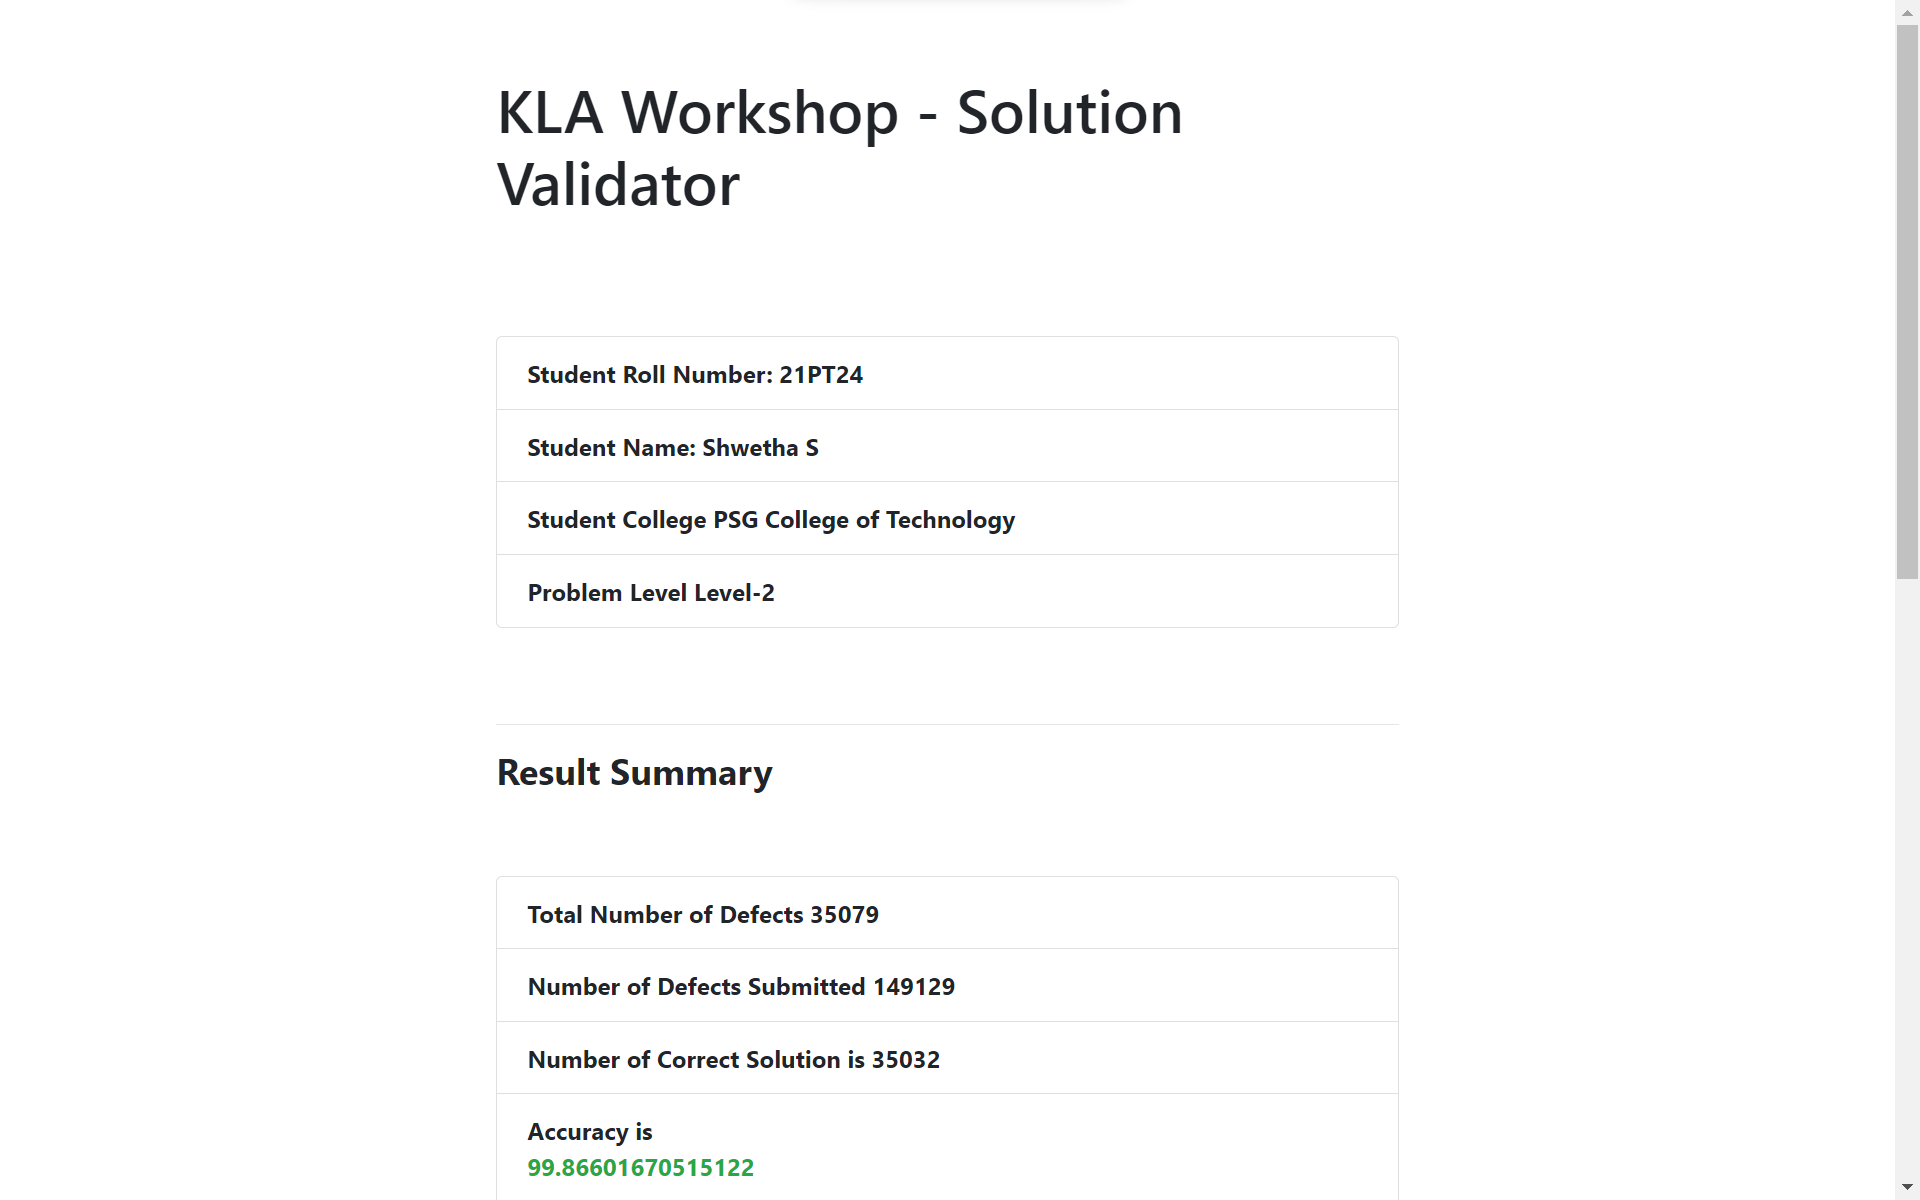 KLA Workshop - Solution
Validator
Student Roll Number: 21PT24
Student Name: Shwetha S
Student College PSG College of Technology
Problem Level Level-2
Result Summary
Total Number of Defects 35079
Number of Defects Submitted 149129
Number of Correct Solution is 35032
Accuracy is
99.86601670515122